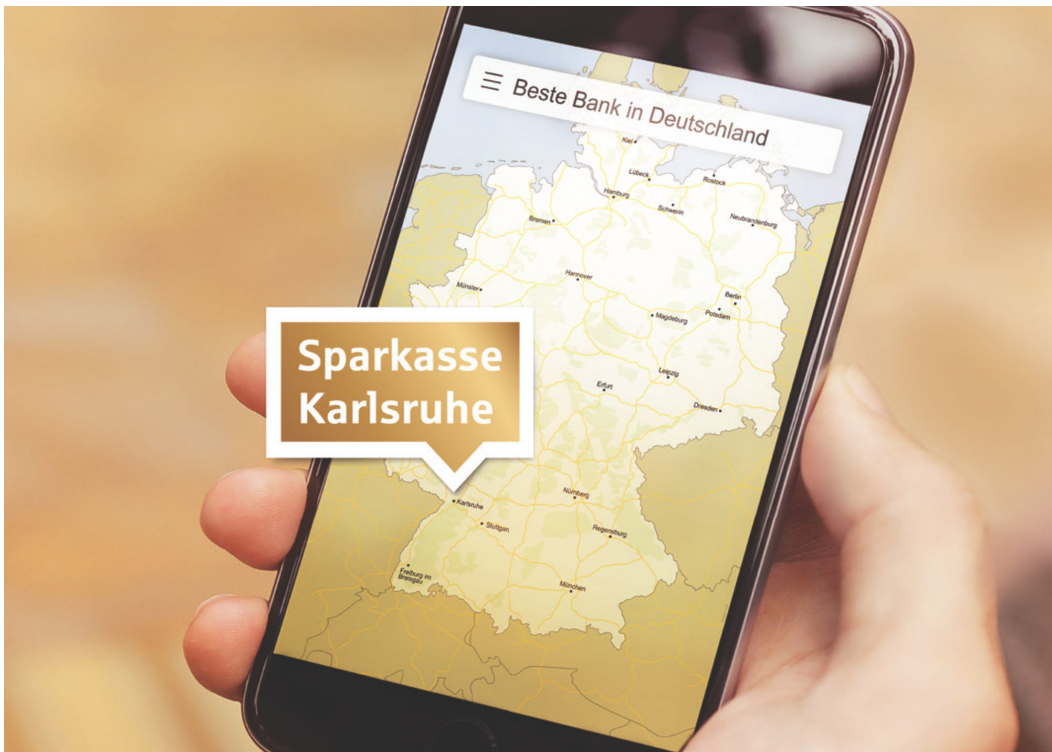 Beste Bank in Deutschland
Kiel
Lübeck
Rostock
Hamburg
Schwerin
Neubrandenburg
Bremen
Hannover
Münster
Berlin
Potsdam
Magdeburg
Sparkasse
Karlsruhe
Leipzig
Erfurt
Dresden
Nürnberg
Karlsruhe
Stuttgart
Regensburg
Freiburg im
Breisgau
München